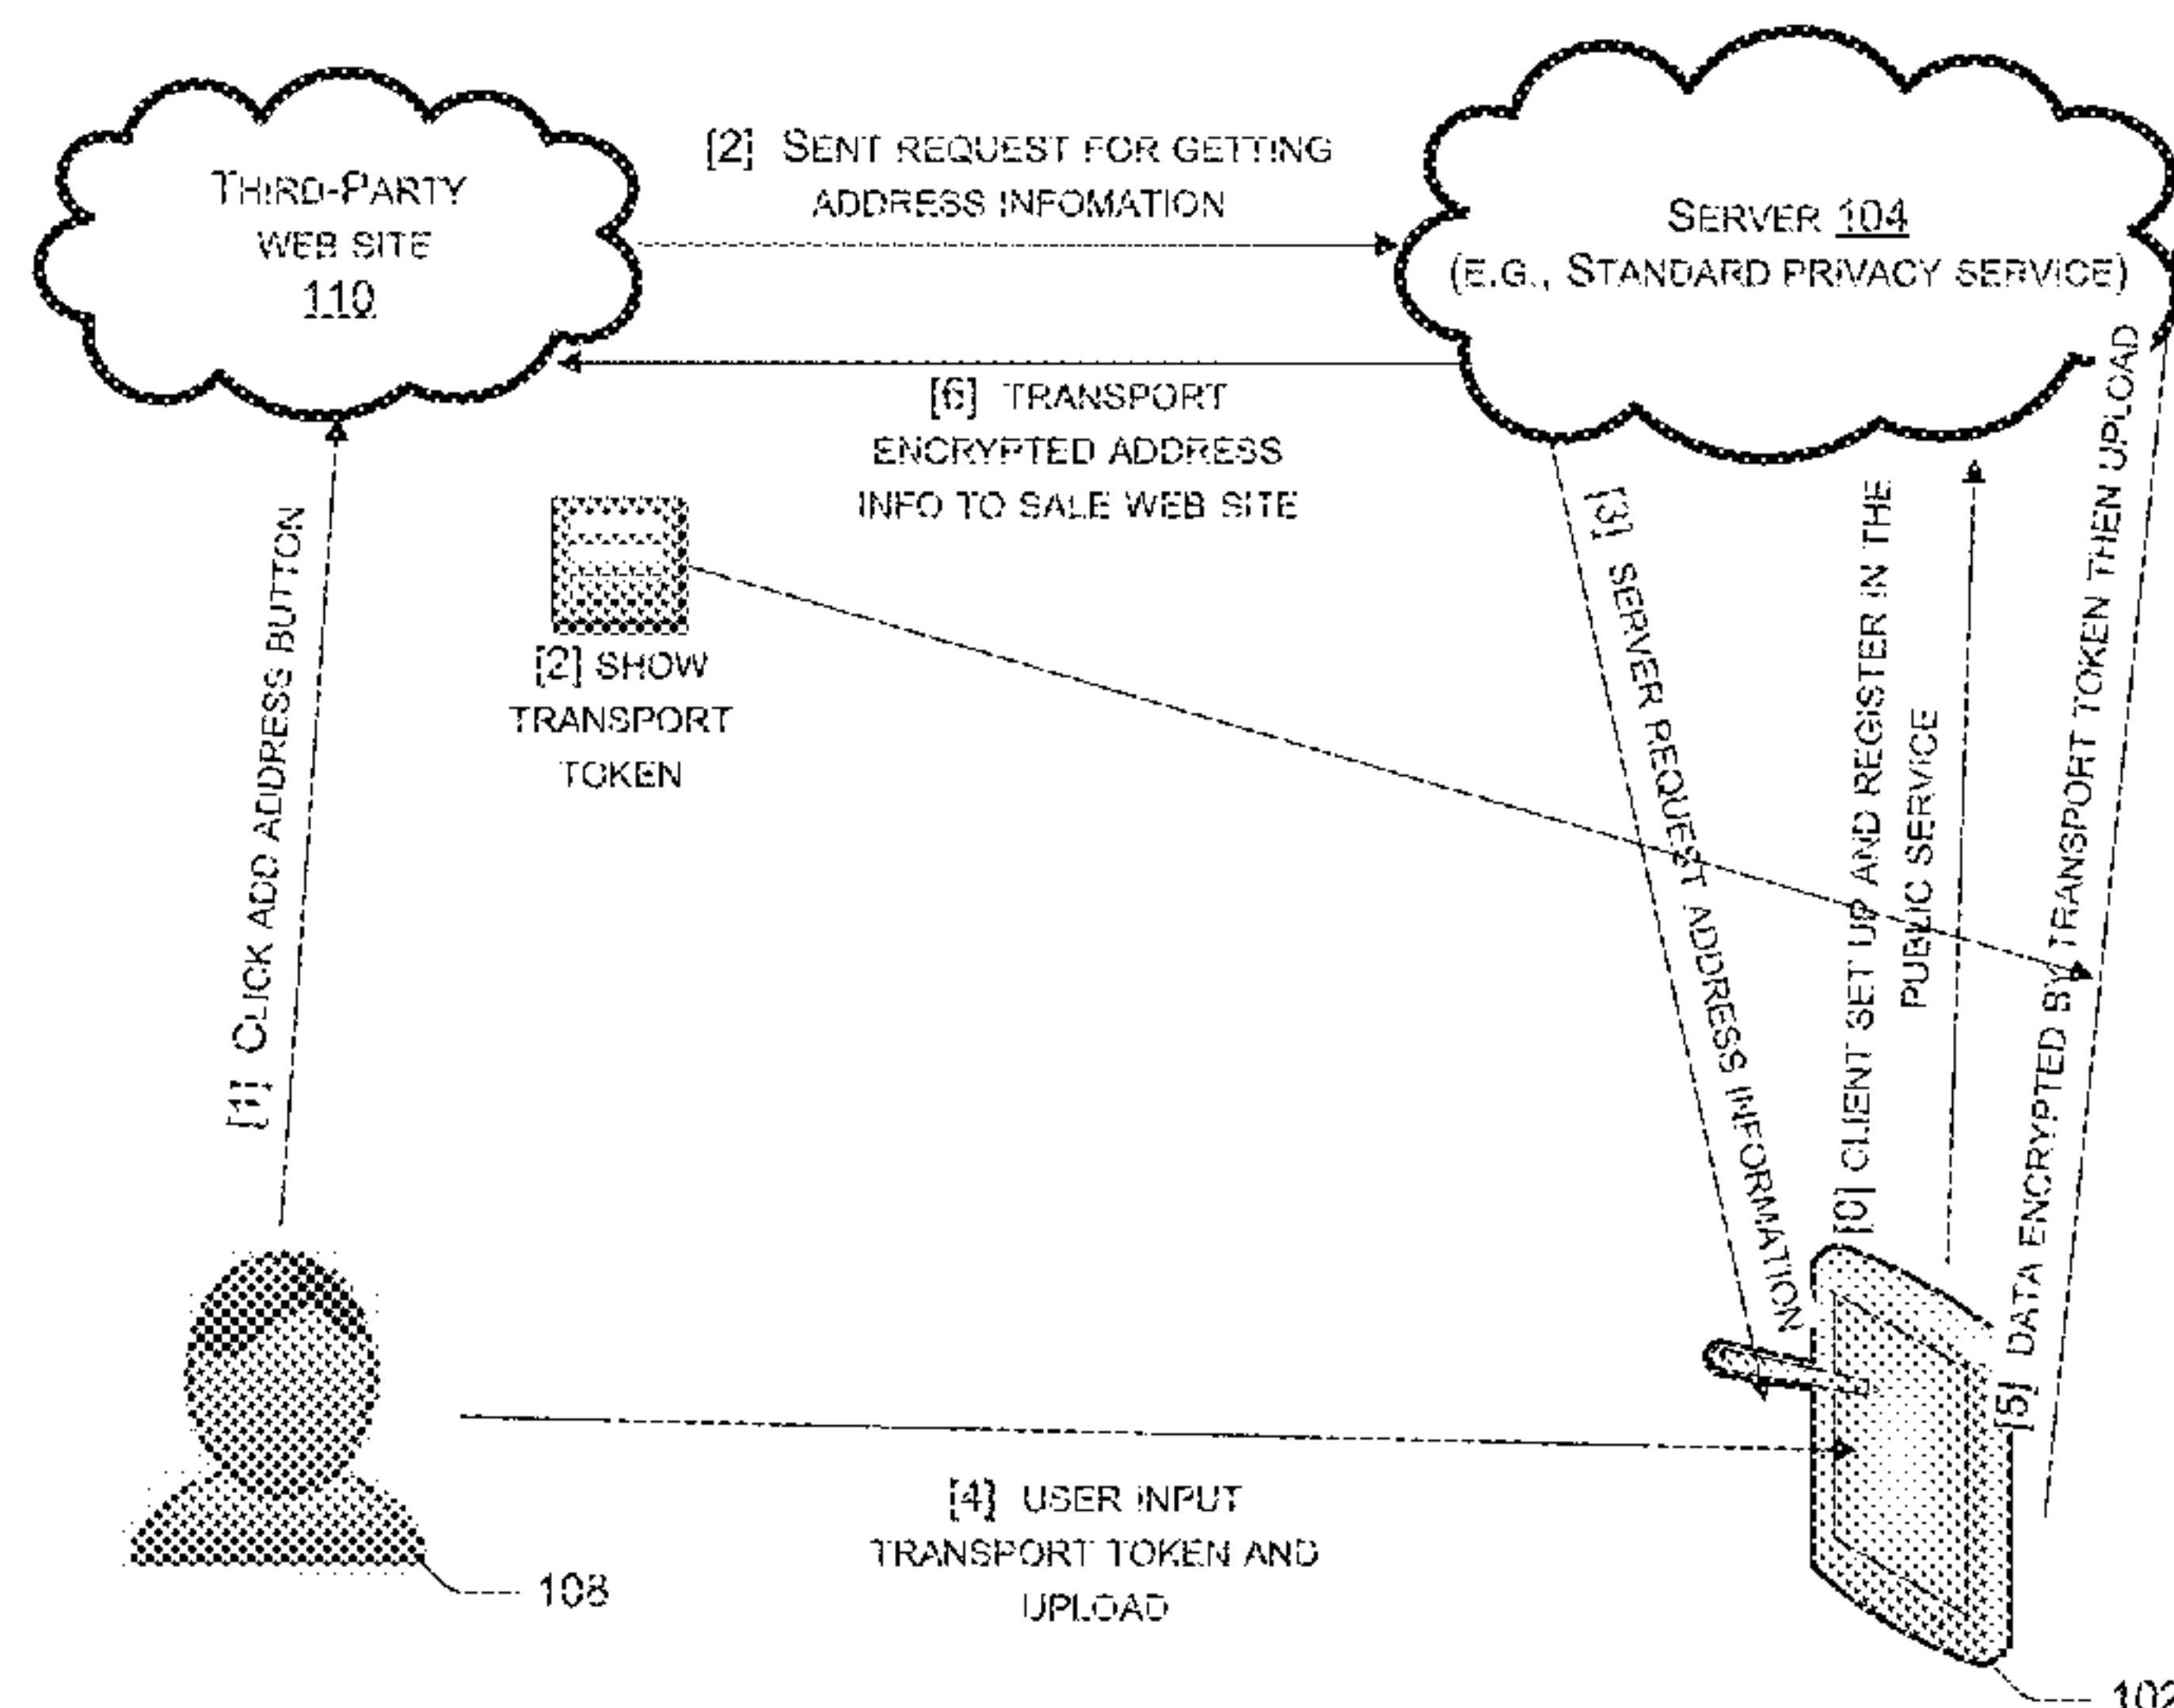 THIRD-PARTY
WEB SITE
110
[2] SENT REQUEST FOR GETTING
ADDRESS INFOMATION
SERVER 104
(E.G., STANDARD PRIVACY SERVICE)
[6] TRANSPORT
ENCRYPTED ADDRESS
INFO TO SALE WEB SITE
[2] SHOW
TRANSPORT
TOKEN
[1] CLICK ADD ADDRESS BUTTON
[3] SERVER REQUEST ADDRESS INFORMATION
[0] CLIENT SET UP AND REGISTER IN THE
PUBLIC SERVICE
[5] DATA ENCRYPTED BY TRANSPORT TOKEN THEN UPLOAD
[4] USER INPUT
TRANSPORT TOKEN AND
UPLOAD
108
102